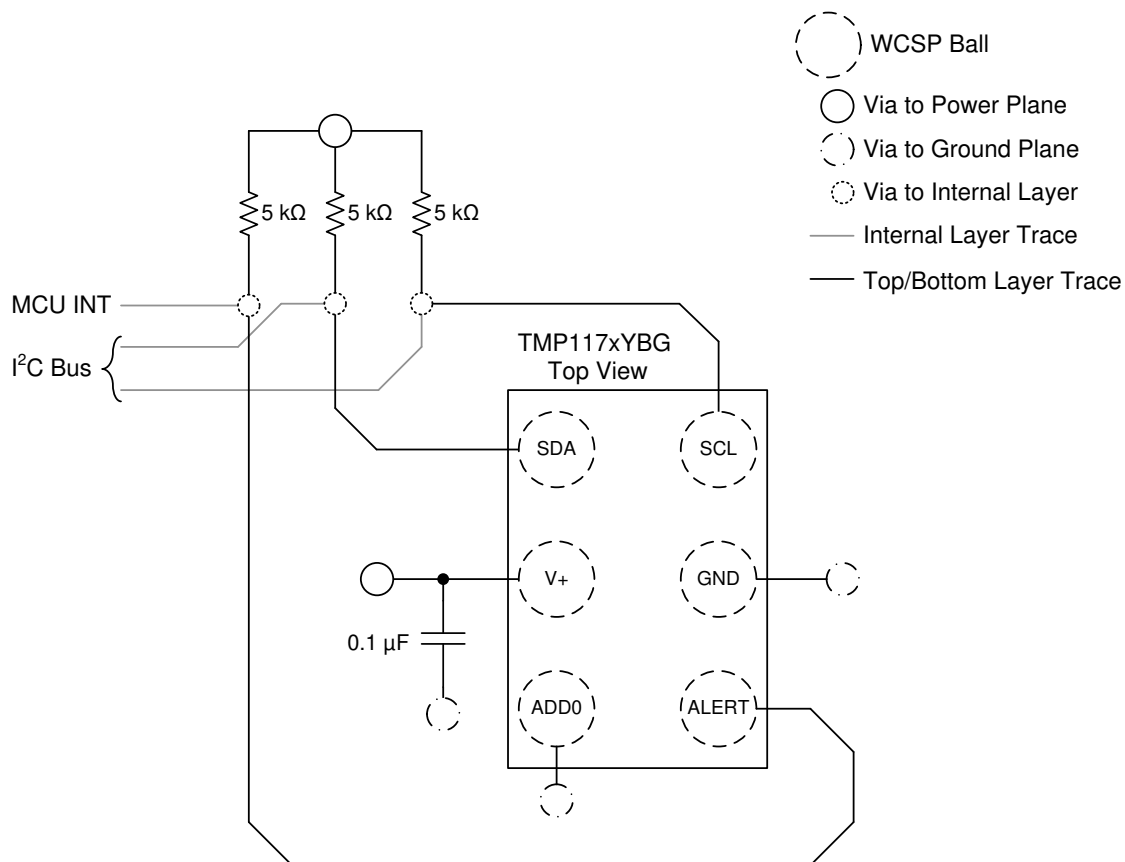 WCSP Ball
Via to Power Plane
Via to Ground Plane
Via to Internal Layer
Internal Layer Trace
Top/Bottom Layer Trace
5 kΩ 5 kΩ 5 kΩ
MCU INT
I²C Bus
TMP117xYBG
Top View
SDA SCL
V+ GND
0.1 µF
ADD0 ALERT